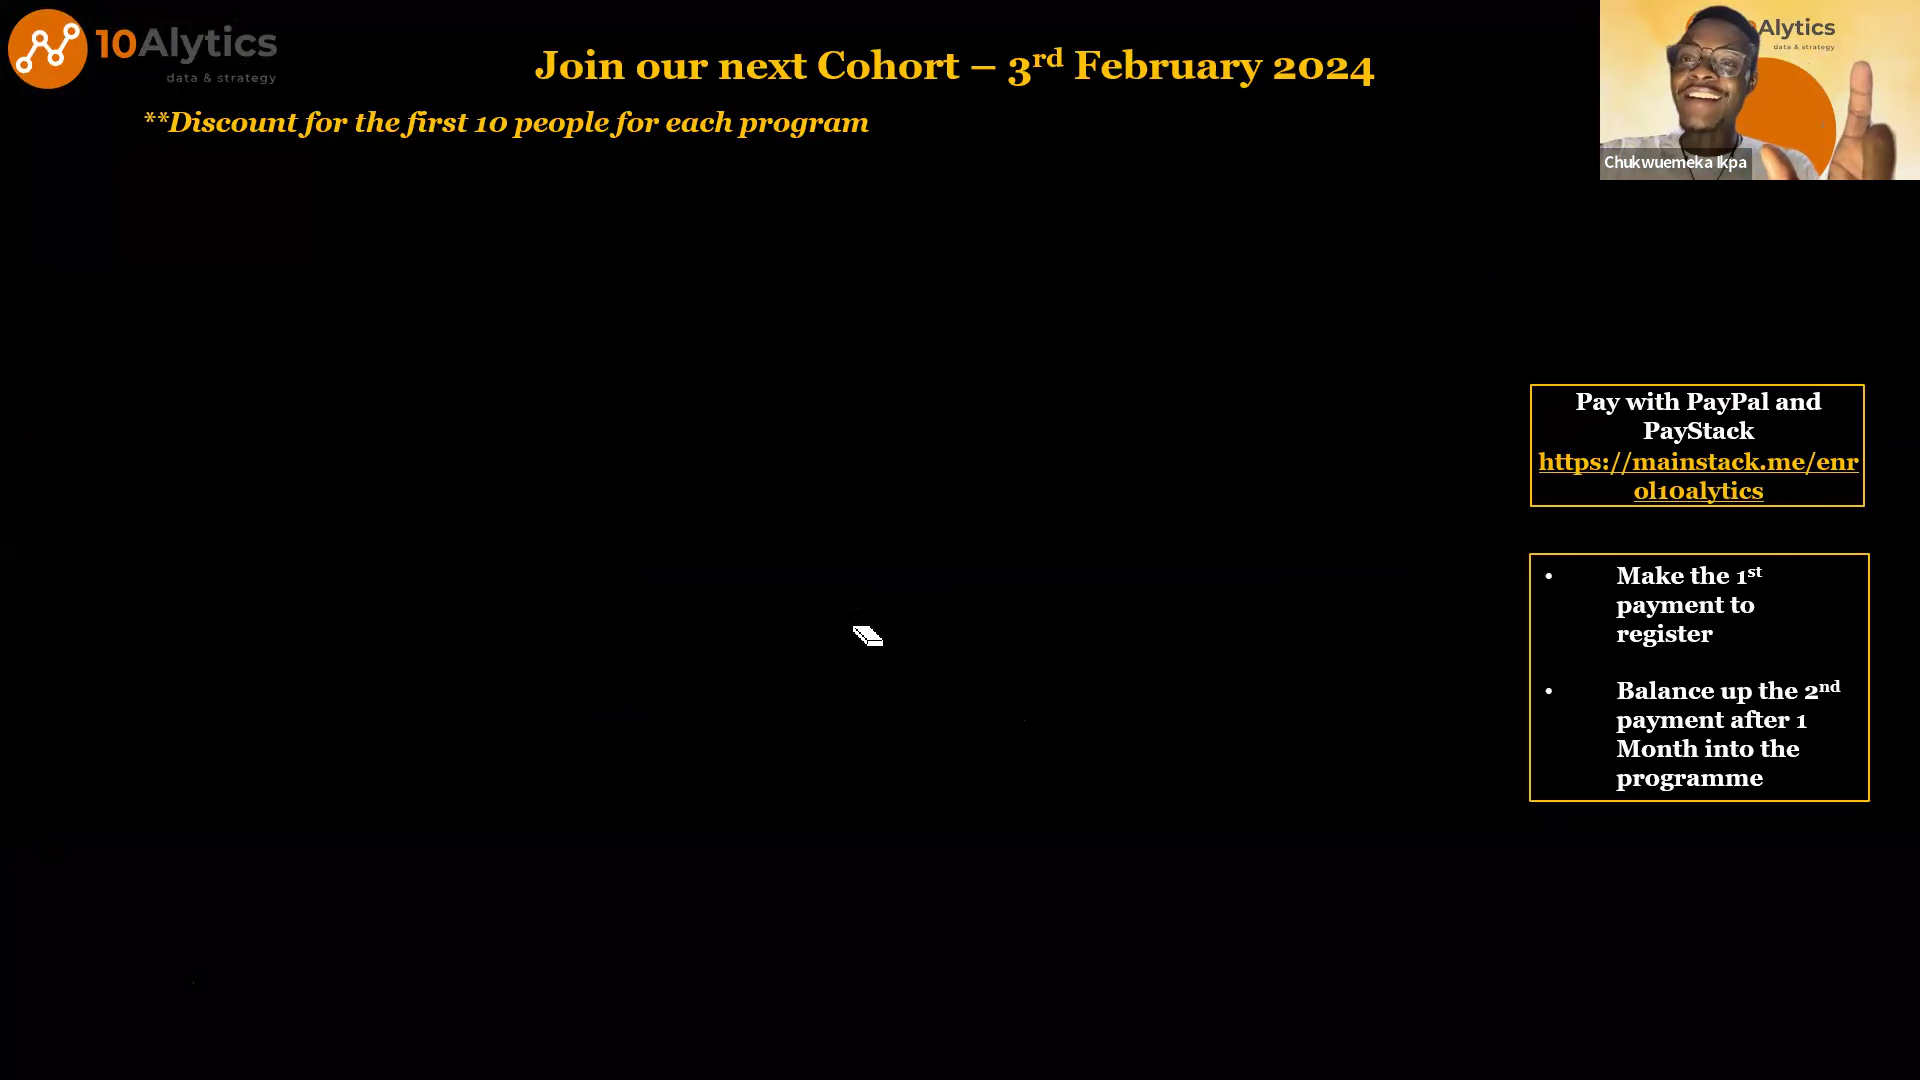 10Alytics
data & strategy
Join our next Cohort – 3rd February 2024
**Discount for the first 10 people for each program
Alytics
data & strategy
Chukwuemeka Ikpa
Pay with PayPal and
PayStack
https://mainstack.me/enr
ol10alytics
• Make the 1st
payment to
register
• Balance up the 2nd
payment after 1
Month into the
programme